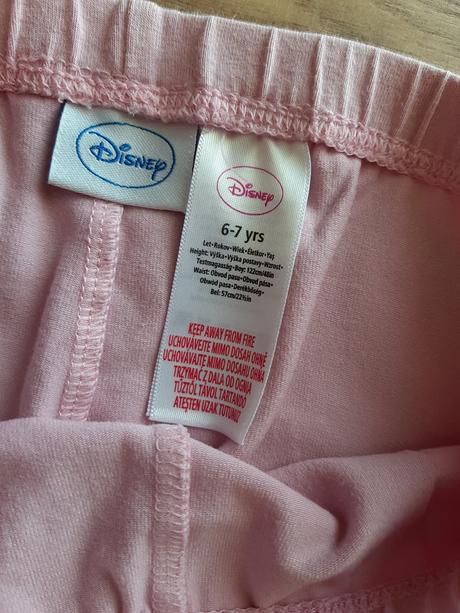 Disney
Disney
6-7 yrs
Let•Rokov•Wiek•Életkor•Yaş
Height: Výška•Výška postavy•Wzrost•
Testmagasság•Boy: 122cm/48in
Waist: Obvod pasu•Obvod pása•
Obwód pasa•Derékbőség•
Bel: 57cm/22½in
KEEP AWAY FROM FIRE
UCHOVÁVEJTE MIMO DOSAH OHNĚ
UCHOVÁVAJTE MIMO DOSAHU OHŇA
TRZYMAĆ Z DALA OD OGNIA
TŰZTŐL TÁVOL TARTANDÓ
ATEŞTEN UZAK TUTUNUZ